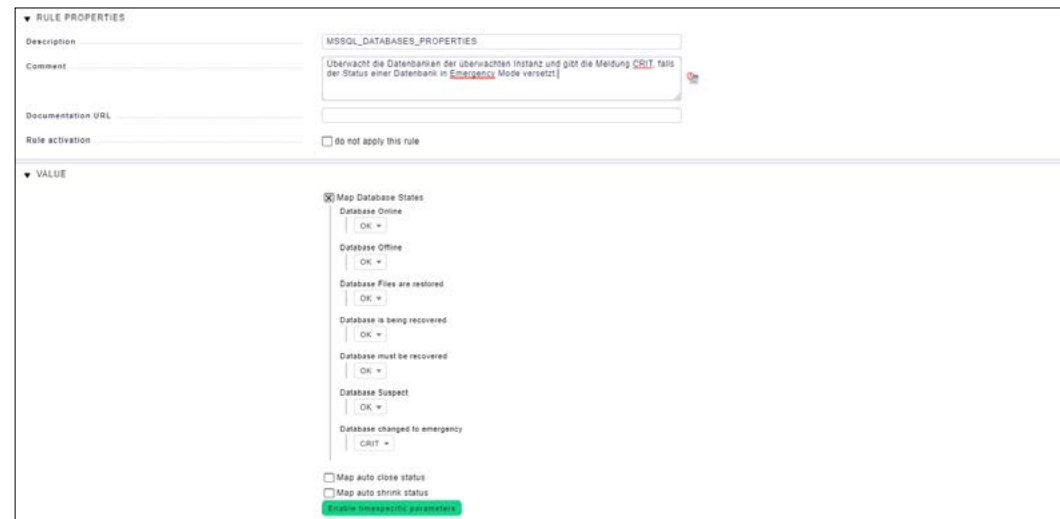 RULE PROPERTIES
Description
MSSQL_DATABASES_PROPERTIES
Comment
Überwacht die Datenbanken der überwachten Instanz und gibt die Meldung CRIT, falls
der Status einer Datenbank in Emergency Mode versetzt.
Documentation URL
Rule activation
do not apply this rule
VALUE
Map Database States
Database Online
OK
Database Offline
OK
Database Files are restored
OK
Database is being recovered
OK
Database must be recovered
OK
Database Suspect
OK
Database changed to emergency
CRIT
Map auto close status
Map auto shrink status
Enable timespecific parameters